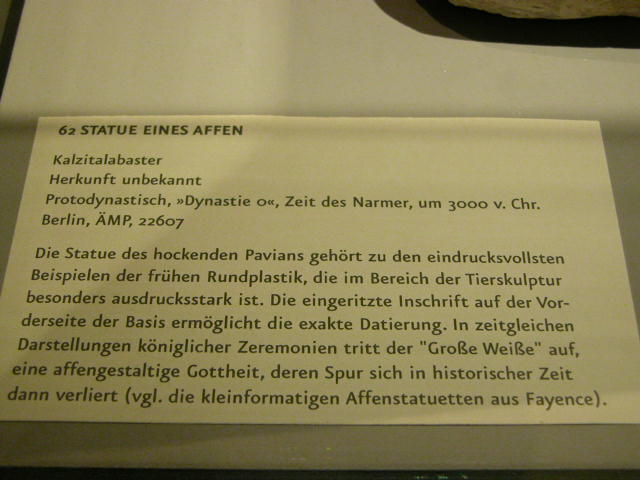 62 STATUE EINES AFFEN
Kalzitalabaster
Herkunft unbekannt
Protodynastisch, »Dynastie 0«, Zeit des Narmer, um 3000 v. Chr.
Berlin, ÄMP, 22607
Die Statue des hockenden Pavians gehört zu den eindrucksvollsten
Beispielen der frühen Rundplastik, die im Bereich der Tierskulptur
besonders ausdrucksstark ist. Die eingeritzte Inschrift auf der Vor-
derseite der Basis ermöglicht die exakte Datierung. In zeitgleichen
Darstellungen königlicher Zeremonien tritt der "Große Weiße" auf,
eine affengestaltige Gottheit, deren Spur sich in historischer Zeit
dann verliert (vgl. die kleinformatigen Affenstatuetten aus Fayence).